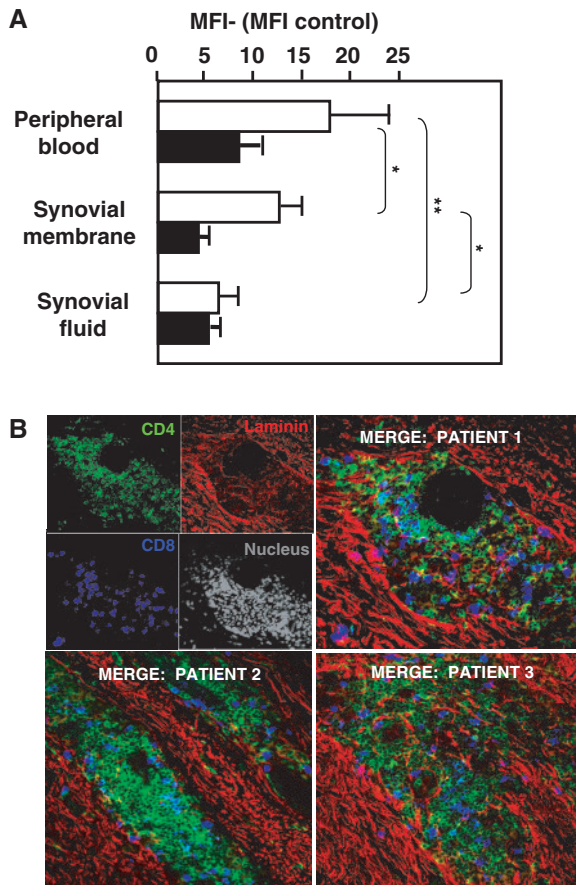 A
MFI- (MFI control)
0 5 10 15 20 25
Peripheral
blood
Synovial
membrane
Synovial
fluid
*
**
*
B
CD4
Laminin
MERGE: PATIENT 1
CD8
Nucleus
MERGE: PATIENT 2
MERGE: PATIENT 3